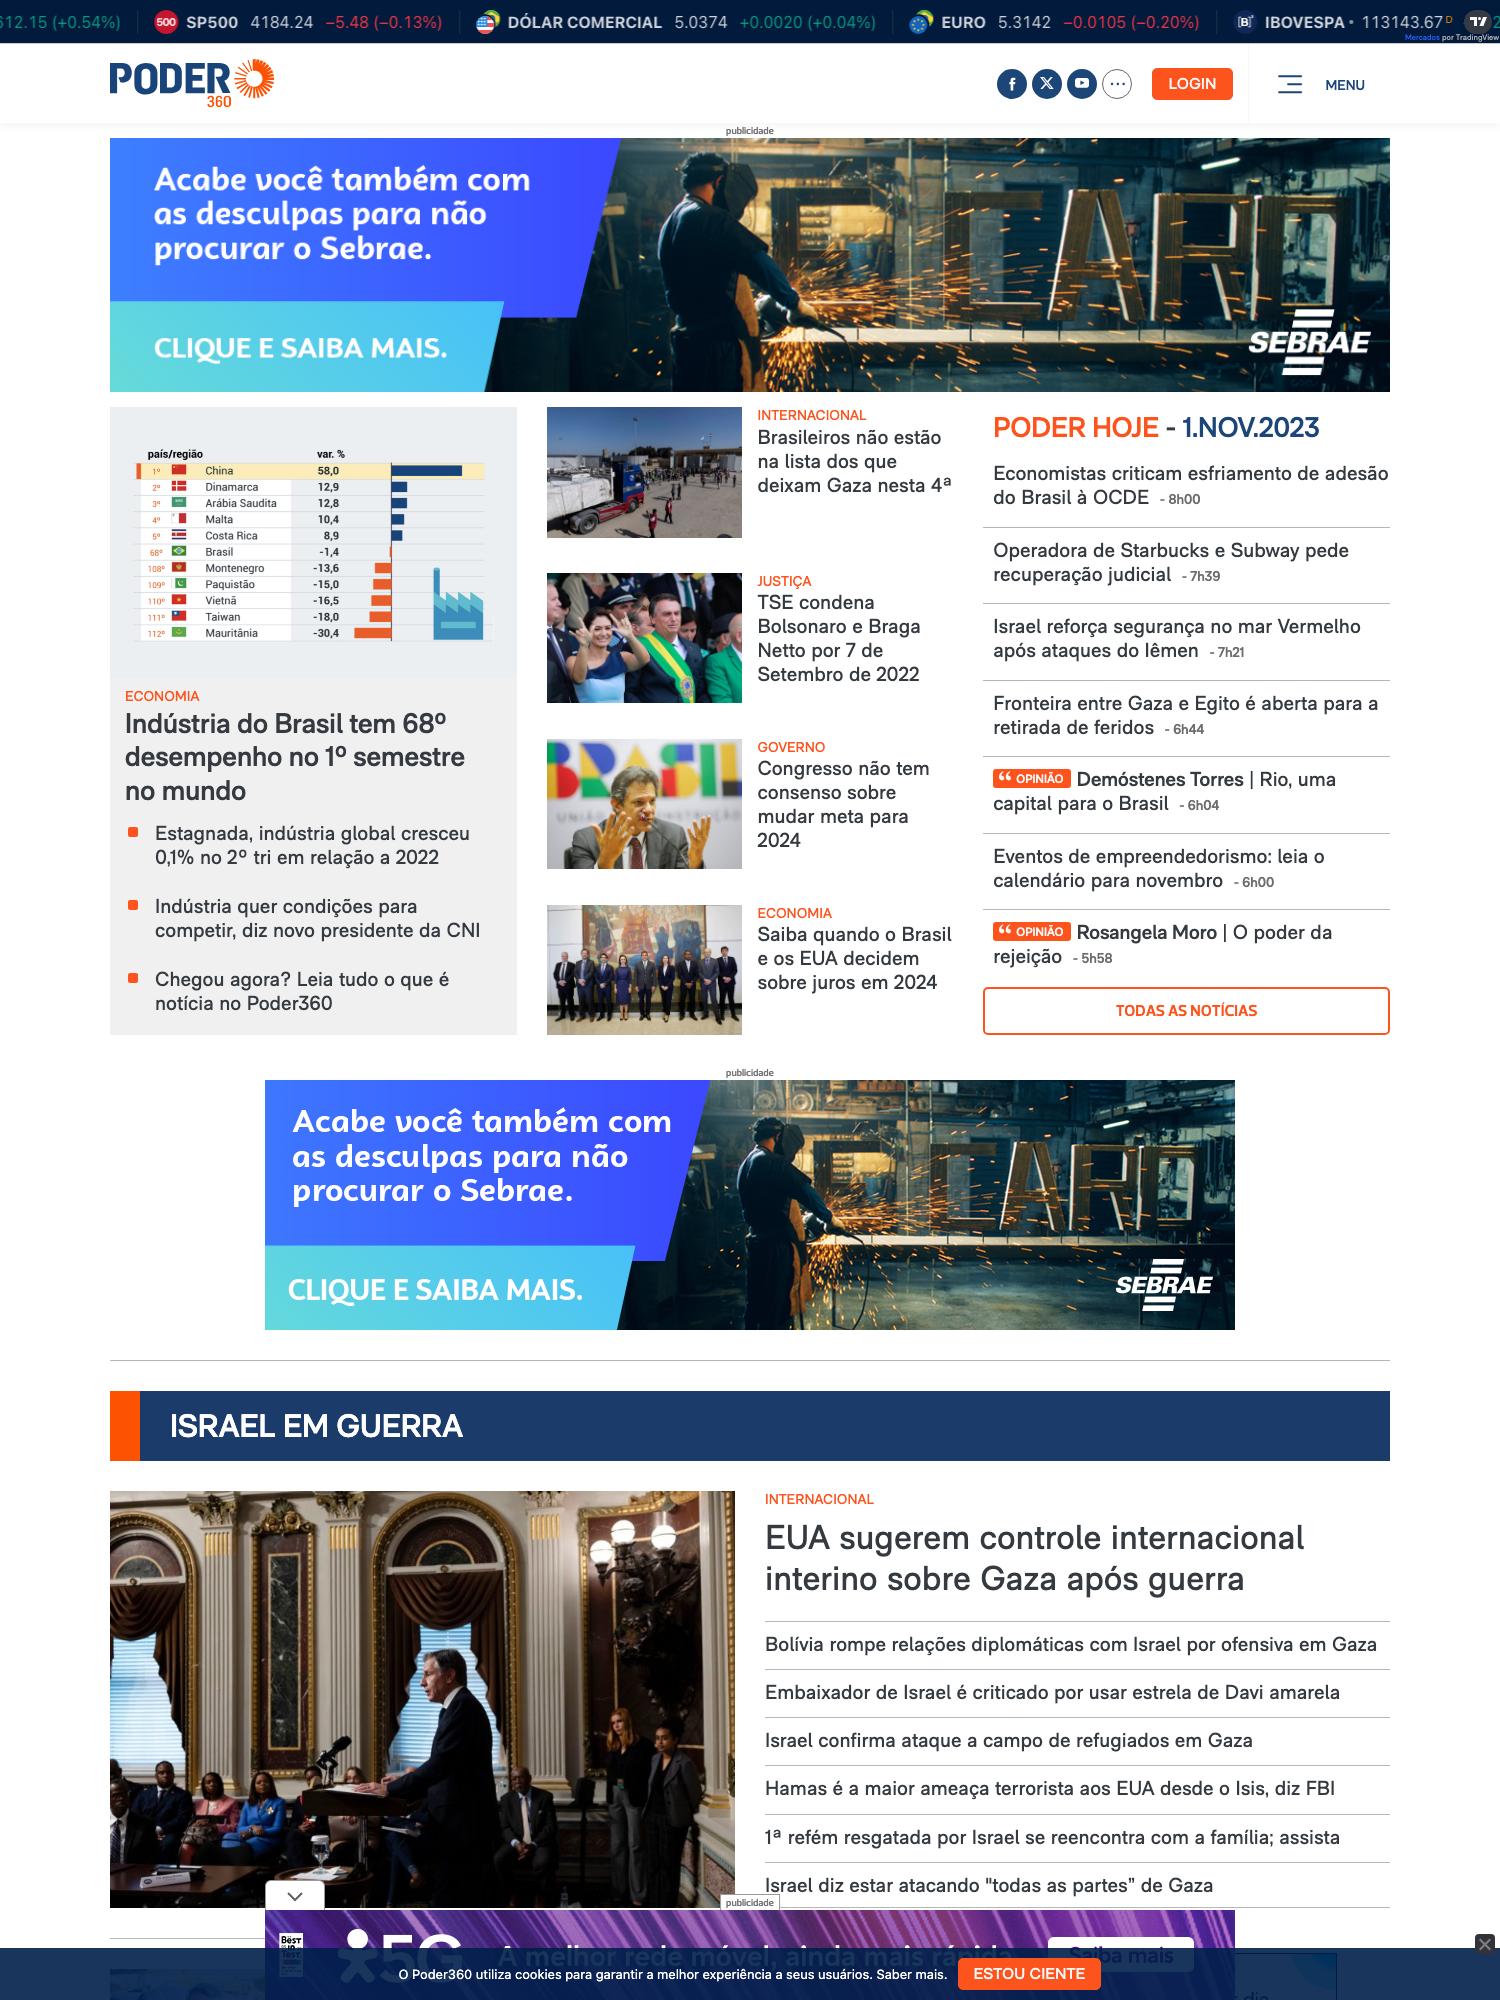 612.15 (+0.54%)
500 SP500 4184.24 −5.48 (−0.13%)
DÓLAR COMERCIAL 5.0374 +0.0020 (+0.04%)
EURO 5.3142 −0.0105 (−0.20%)
IBOVESPA 113143.67 D
Mercados por TradingView
PODER
360
LOGIN
MENU
publicidade
Acabe você também com
as desculpas para não
procurar o Sebrae.
CLIQUE E SAIBA MAIS.
SEBRAE
país/região var. %
1º China 58,0
2º Dinamarca 12,9
3º Arábia Saudita 12,8
4º Malta 10,4
5º Costa Rica 8,9
68º Brasil -1,4
108º Montenegro -13,6
109º Paquistão -15,0
110º Vietnã -16,5
111º Taiwan -18,0
112º Mauritânia -30,4
ECONOMIA
Indústria do Brasil tem 68º
desempenho no 1º semestre
no mundo
Estagnada, indústria global cresceu
0,1% no 2º tri em relação a 2022
Indústria quer condições para
competir, diz novo presidente da CNI
Chegou agora? Leia tudo o que é
notícia no Poder360
INTERNACIONAL
Brasileiros não estão
na lista dos que
deixam Gaza nesta 4ª
JUSTIÇA
TSE condena
Bolsonaro e Braga
Netto por 7 de
Setembro de 2022
BRASIL
GOVERNO
Congresso não tem
consenso sobre
mudar meta para
2024
ECONOMIA
Saiba quando o Brasil
e os EUA decidem
sobre juros em 2024
PODER HOJE - 1.NOV.2023
Economistas criticam esfriamento de adesão
do Brasil à OCDE - 8h00
Operadora de Starbucks e Subway pede
recuperação judicial - 7h39
Israel reforça segurança no mar Vermelho
após ataques do Iêmen - 7h21
Fronteira entre Gaza e Egito é aberta para a
retirada de feridos - 6h44
OPINIÃO Demóstenes Torres | Rio, uma
capital para o Brasil - 6h04
Eventos de empreendedorismo: leia o
calendário para novembro - 6h00
OPINIÃO Rosangela Moro | O poder da
rejeição - 5h58
TODAS AS NOTÍCIAS
publicidade
Acabe você também com
as desculpas para não
procurar o Sebrae.
CLIQUE E SAIBA MAIS.
SEBRAE
ISRAEL EM GUERRA
INTERNACIONAL
EUA sugerem controle internacional
interino sobre Gaza após guerra
Bolívia rompe relações diplomáticas com Israel por ofensiva em Gaza
Embaixador de Israel é criticado por usar estrela de Davi amarela
Israel confirma ataque a campo de refugiados em Gaza
Hamas é a maior ameaça terrorista aos EUA desde o Isis, diz FBI
1ª refém resgatada por Israel se reencontra com a família; assista
Israel diz estar atacando "todas as partes” de Gaza
publicidade
5G A melhor rede móvel, ainda mais rápida Saiba mais
O Poder360 utiliza cookies para garantir a melhor experiência a seus usuários. Saber mais. ESTOU CIENTE